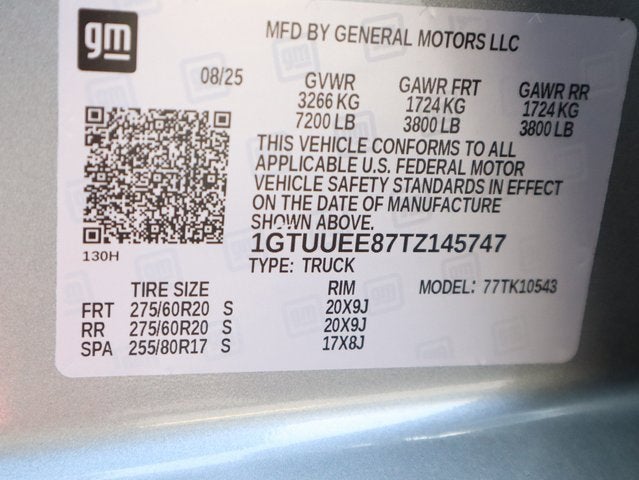 gm
MFD BY GENERAL MOTORS LLC
08/25 GVWR GAWR FRT GAWR RR
3266 KG 1724 KG 1724 KG
7200 LB 3800 LB 3800 LB
THIS VEHICLE CONFORMS TO ALL
APPLICABLE U.S. FEDERAL MOTOR
VEHICLE SAFETY STANDARDS IN EFFECT
ON THE DATE OF MANUFACTURE
SHOWN ABOVE.
1GTUUEE87TZ145747
130H
TYPE: TRUCK
TIRE SIZE RIM MODEL: 77TK10543
FRT 275/60R20 S 20X9J
RR 275/60R20 S 20X9J
SPA 255/80R17 S 17X8J